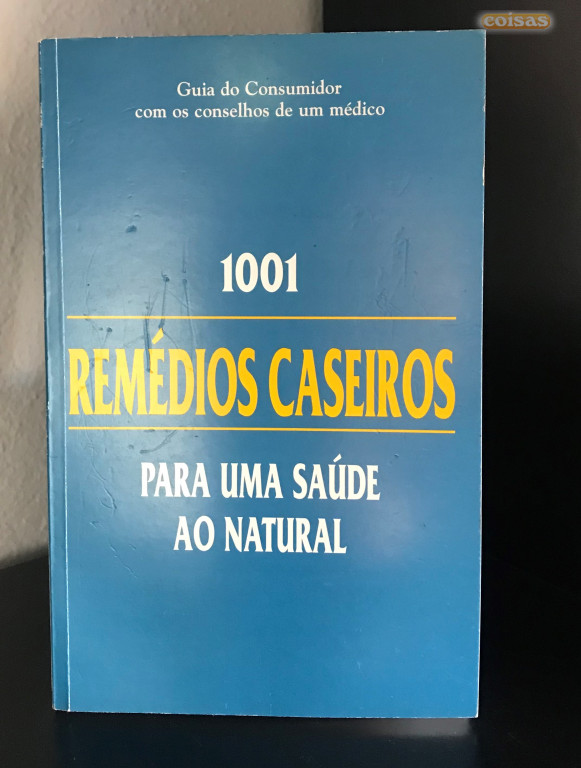 coisas
Guia do Consumidor
com os conselhos de um médico
1001
REMÉDIOS CASEIROS
PARA UMA SAÚDE
AO NATURAL